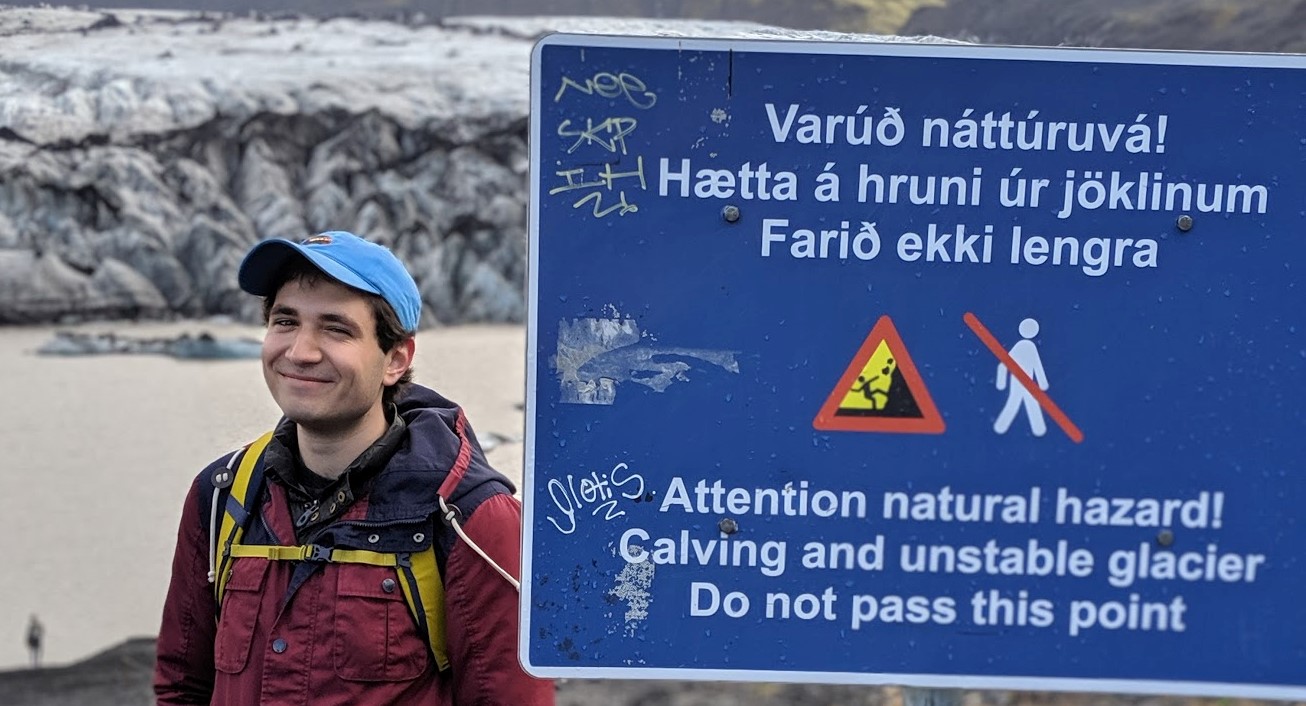 Varúð náttúruvá!
Hætta á hruni úr jöklinum
Farið ekki lengra
Attention natural hazard!
Calving and unstable glacier
Do not pass this point